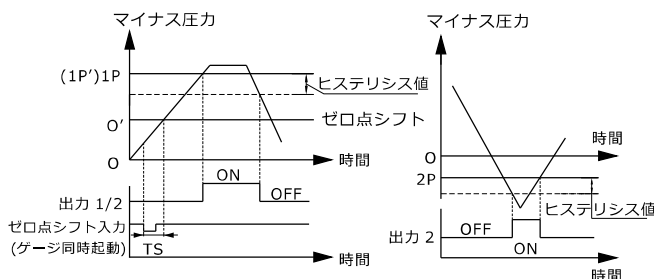 マイナス圧力
(1P')1P
ヒステリシス値
O'
ゼロ点シフト
O
時間
ON
出力 1/2
OFF
ゼロ点シフト入力
(ゲージ同時起動)
TS
時間
マイナス圧力
時間
O
2P
ヒステリシス値
OFF
出力 2
ON
時間